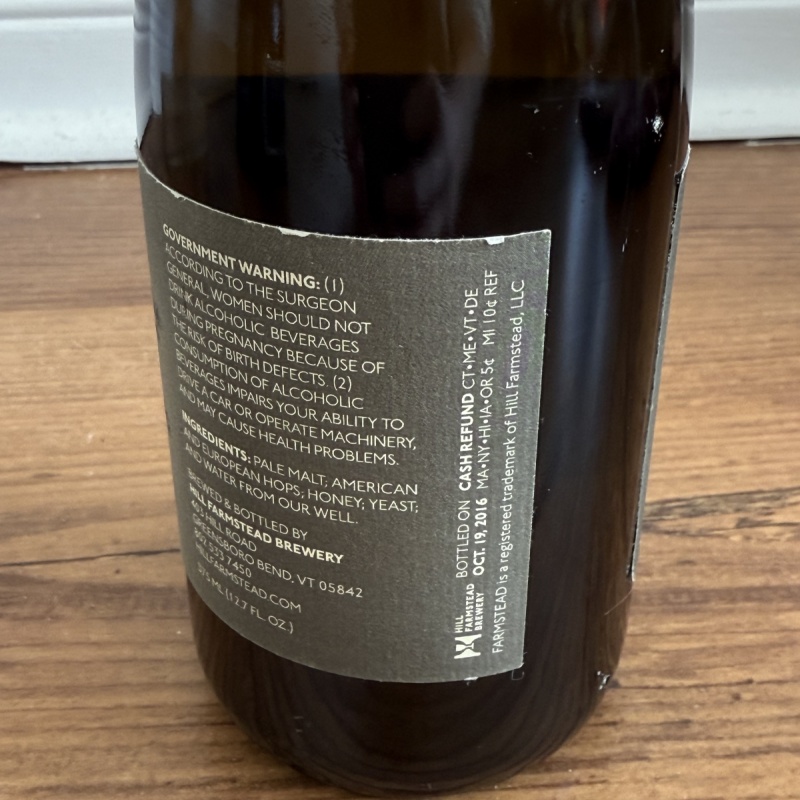 GOVERNMENT WARNING: (1)
ACCORDING TO THE SURGEON
GENERAL, WOMEN SHOULD NOT
DRINK ALCOHOLIC BEVERAGES
DURING PREGNANCY BECAUSE OF
THE RISK OF BIRTH DEFECTS. (2)
CONSUMPTION OF ALCOHOLIC
BEVERAGES IMPAIRS YOUR ABILITY TO
DRIVE A CAR OR OPERATE MACHINERY,
AND MAY CAUSE HEALTH PROBLEMS.
INGREDIENTS: PALE MALT; AMERICAN
AND EUROPEAN HOPS; HONEY; YEAST;
AND WATER FROM OUR WELL.
BREWED & BOTTLED BY
HILL FARMSTEAD BREWERY
403 HILL ROAD
GREENSBORO BEND, VT 05842
802.533.7450
HILLFARMSTEAD.COM
375 ML (12.7 FL. OZ.)
HILL
FARMSTEAD
BREWERY
BOTTLED ON
OCT. 19, 2016
CASH REFUND CT•ME•VT•DE
MA•NY•HI•IA•OR 5¢ MI 10¢ REF
FARMSTEAD is a registered trademark of Hill Farmstead, LLC